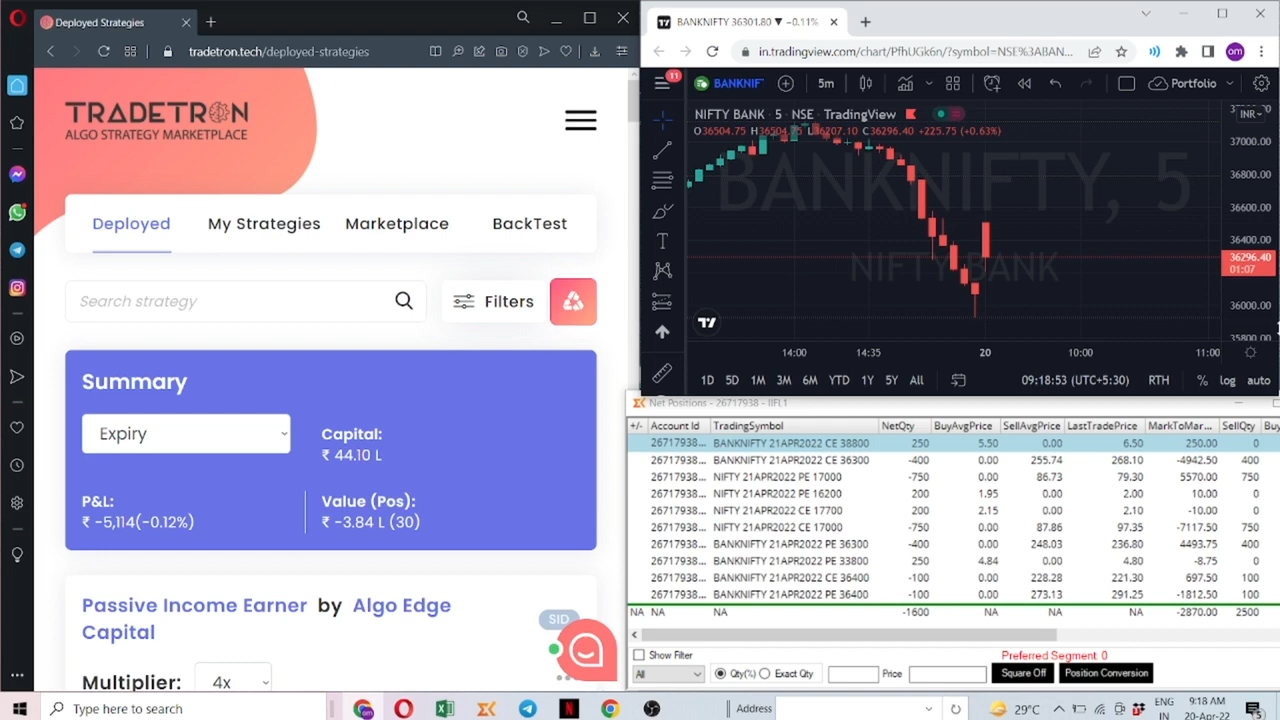 Deployed Strategies
tradetron.tech/deployed-strategies
TRADETRON
ALGO STRATEGY MARKETPLACE
Deployed My Strategies Marketplace BackTest
Search strategy Filters
Summary
Expiry
Capital:
₹ 44.10 L
P&L:
₹ -5,114(-0.12%)
Value (Pos):
₹ -3.84 L (30)
Passive Income Earner by Algo Edge
Capital
SID
Multiplier: 4x
BANKNIFTY 36301.80 ▼ -0.11%
in.tradingview.com/chart/PfhUGk6n/?symbol=NSE%3ABAN...
om
11
BANKNIF 5m Portfolio
NIFTY BANK · 5 · NSE · TradingView
O36504.75 H36504.75 L36207.10 C36296.40 +225.75 (+0.63%)
INR
BANKNIFTY, 5
NIFTY BANK
37000.00
36800.00
36600.00
36400.00
36296.40
01:07
36000.00
35800.00
14:00 14:35 20 10:00 11:00
1D 5D 1M 3M 6M YTD 1Y 5Y All 09:18:53 (UTC+5:30) RTH % log auto
Net Positions - 26717938 - IIFL1
+/- Account Id TradingSymbol NetQty BuyAvgPrice SellAvgPrice LastTradePrice MarkToMar... SellQty Buy
26717938... BANKNIFTY 21APR2022 CE 38800 250 5.50 0.00 6.50 250.00 0
26717938... BANKNIFTY 21APR2022 CE 36300 -400 0.00 255.74 268.10 -4942.50 400
26717938... NIFTY 21APR2022 PE 17000 -750 0.00 86.73 79.30 5570.00 750
26717938... NIFTY 21APR2022 PE 16200 200 1.95 0.00 2.00 10.00 0
26717938... NIFTY 21APR2022 CE 17700 200 2.15 0.00 2.10 -10.00 0
26717938... NIFTY 21APR2022 CE 17000 -750 0.00 87.86 97.35 -7117.50 750
26717938... BANKNIFTY 21APR2022 PE 36300 -400 0.00 248.03 236.80 4493.75 400
26717938... BANKNIFTY 21APR2022 PE 33800 250 4.84 0.00 4.80 -8.75 0
26717938... BANKNIFTY 21APR2022 CE 36400 -100 0.00 228.28 221.30 697.50 100
26717938... BANKNIFTY 21APR2022 PE 36400 -100 0.00 273.13 291.25 -1812.50 100
NA NA NA -1600 NA NA NA -2870.00 2500
Show Filter Preferred Segment: 0
All Qty(%) Exact Qty Price Square Off Position Conversion
Type here to search
Address
29°C
ENG
IN
9:18 AM
20-Apr-22